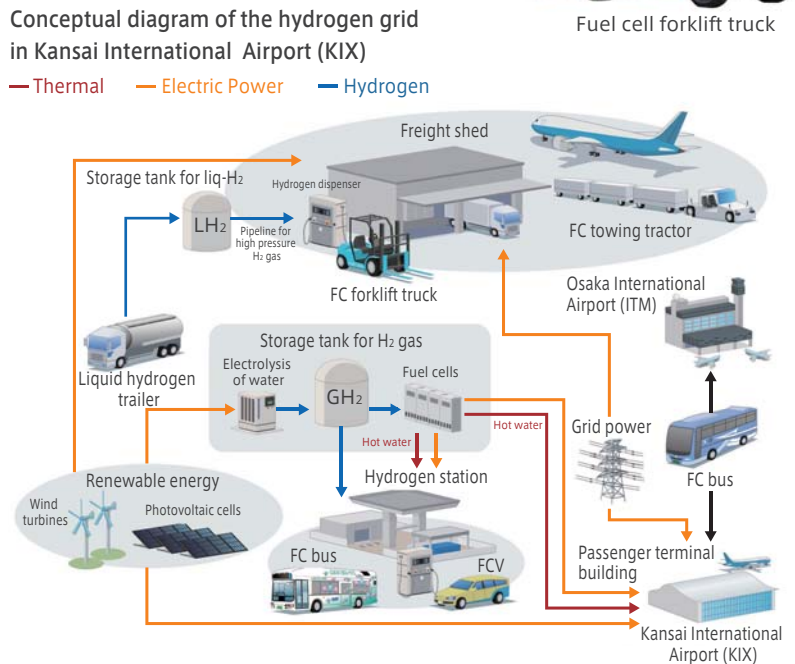 Conceptual diagram of the hydrogen grid
in Kansai International Airport (KIX)
Fuel cell forklift truck
Thermal
Electric Power
Hydrogen
Freight shed
Storage tank for liq-H2
Hydrogen dispenser
LH2
Pipeline for
high pressure
H2 gas
FC towing tractor
FC forklift truck
Osaka International
Airport (ITM)
Liquid hydrogen
trailer
Storage tank for H2 gas
Electrolysis
of water
GH2
Fuel cells
Hot water
Hot water
Grid power
FC bus
Hydrogen station
Renewable energy
Wind
turbines
Photovoltaic cells
FC bus
FCV
Passenger terminal
building
Kansai International
Airport (KIX)